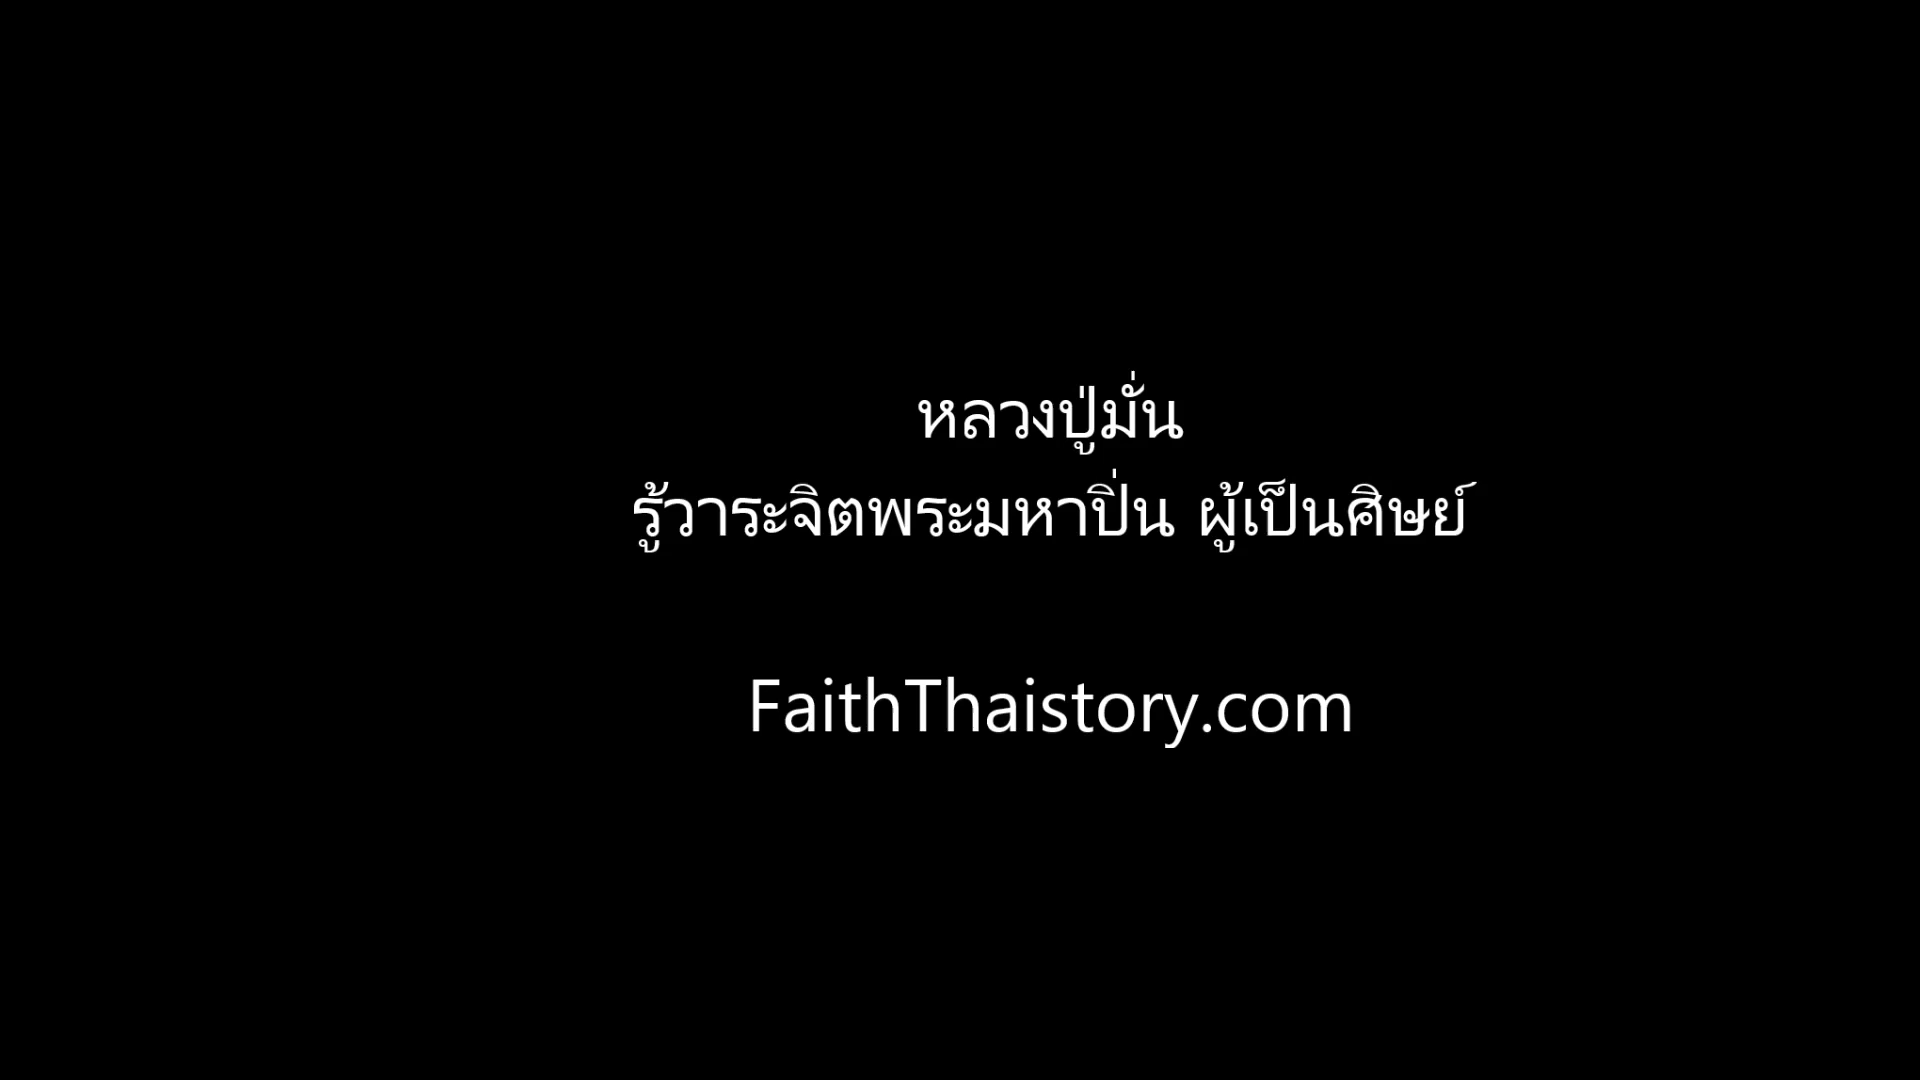 หลวงปู่มั่น
รู้วาระจิตพระมหาปิ่น ผู้เป็นศิษย์
FaithThaistory.com